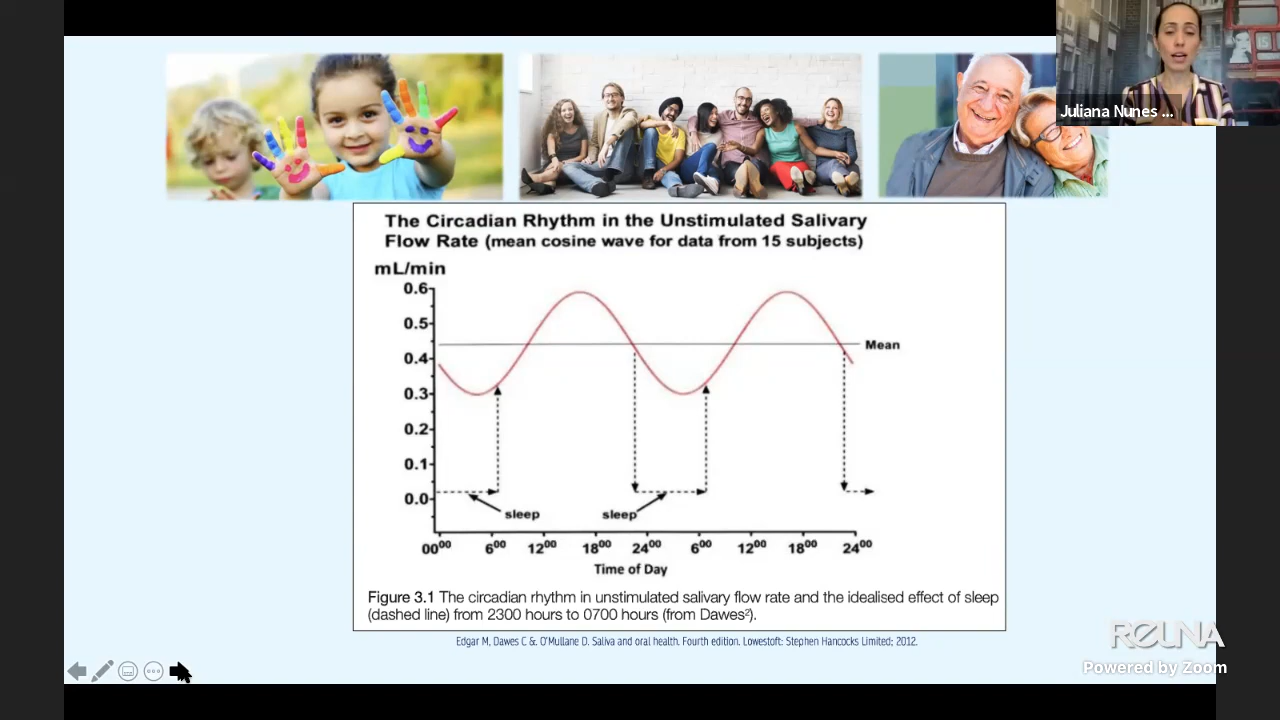 Juliana Nunes ...
The Circadian Rhythm in the Unstimulated Salivary
Flow Rate (mean cosine wave for data from 15 subjects)
mL/min
0.6
0.5
0.4
0.3
0.2
0.1
0.0
Mean
sleep
sleep
00⁰⁰ 6⁰⁰ 12⁰⁰ 18⁰⁰ 24⁰⁰ 6⁰⁰ 12⁰⁰ 18⁰⁰ 24⁰⁰
Time of Day
Figure 3.1 The circadian rhythm in unstimulated salivary flow rate and the idealised effect of sleep
(dashed line) from 2300 hours to 0700 hours (from Dawes²).
Edgar M, Dawes C & O'Mullane D. Saliva and oral health. Fourth edition. Lowestoft: Stephen Hancocks Limited; 2012.
REUNA
Powered by Zoom